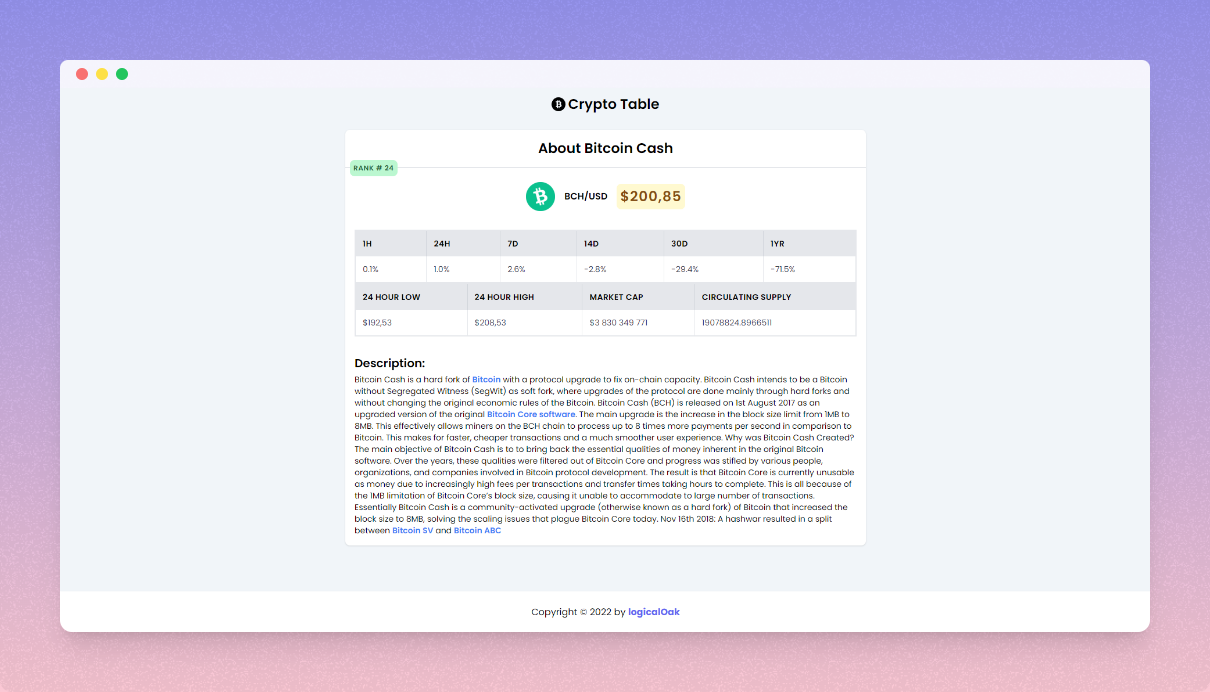 Crypto Table
About Bitcoin Cash
RANK # 24
BCH/USD $200,85
1H 24H 7D 14D 30D 1YR
0.1% 1.0% 2.6% -2.8% -29.4% -71.5%
24 HOUR LOW 24 HOUR HIGH MARKET CAP CIRCULATING SUPPLY
$192,53 $208,53 $3 830 349 771 19078824.8966511
Description:
Bitcoin Cash is a hard fork of Bitcoin with a protocol upgrade to fix on-chain capacity. Bitcoin Cash intends to be a Bitcoin
without Segregated Witness (SegWit) as soft fork, where upgrades of the protocol are done mainly through hard forks and
without changing the original economic rules of the Bitcoin. Bitcoin Cash (BCH) is released on 1st August 2017 as an
upgraded version of the original Bitcoin Core software. The main upgrade is the increase in the block size limit from 1MB to
8MB. This effectively allows miners on the BCH chain to process up to 8 times more payments per second in comparison to
Bitcoin. This makes for faster, cheaper transactions and a much smoother user experience. Why was Bitcoin Cash Created?
The main objective of Bitcoin Cash is to to bring back the essential qualities of money inherent in the original Bitcoin
software. Over the years, these qualities were filtered out of Bitcoin Core and progress was stifled by various people,
organizations, and companies involved in Bitcoin protocol development. The result is that Bitcoin Core is currently unusable
as money due to increasingly high fees per transactions and transfer times taking hours to complete. This is all because of
the 1MB limitation of Bitcoin Core's block size, causing it unable to accommodate to large number of transactions.
Essentially Bitcoin Cash is a community-activated upgrade (otherwise known as a hard fork) of Bitcoin that increased the
block size to 8MB, solving the scaling issues that plague Bitcoin Core today. Nov 16th 2018: A hashwar resulted in a split
between Bitcoin SV and Bitcoin ABC
Copyright © 2022 by logicalOak